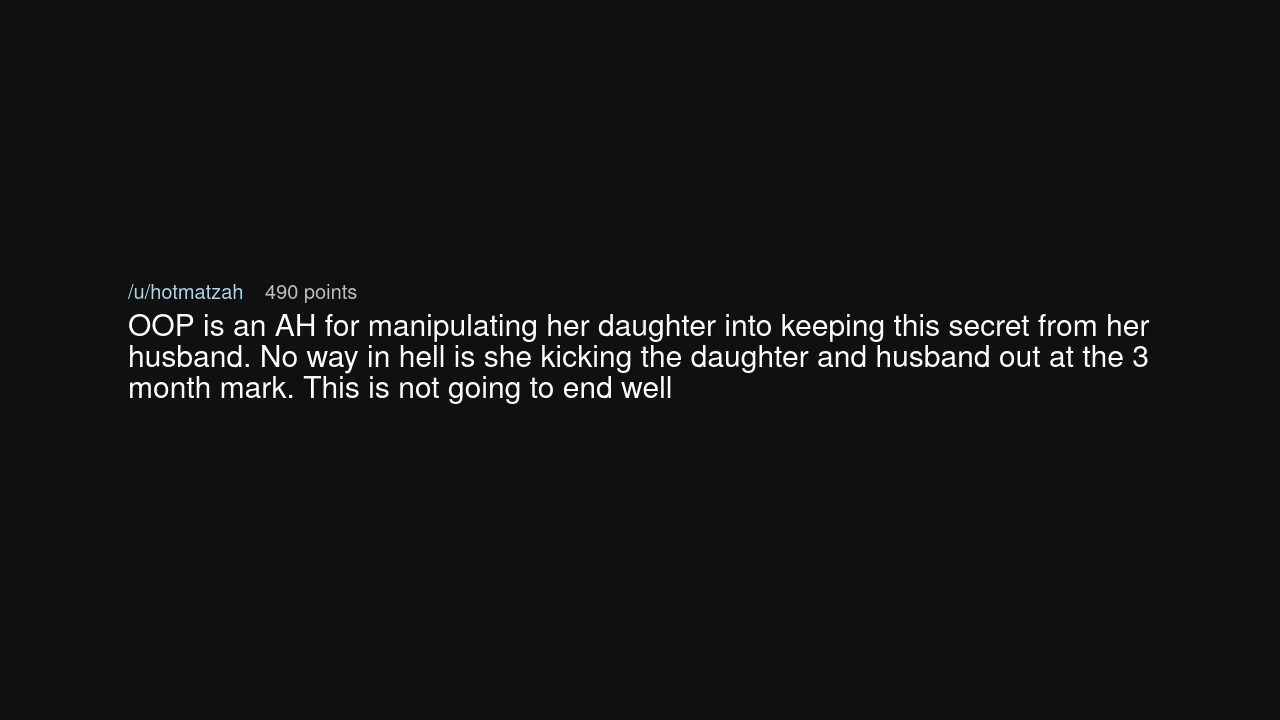 /u/hotmatzah 490 points
OOP is an AH for manipulating her daughter into keeping this secret from her
husband. No way in hell is she kicking the daughter and husband out at the 3
month mark. This is not going to end well